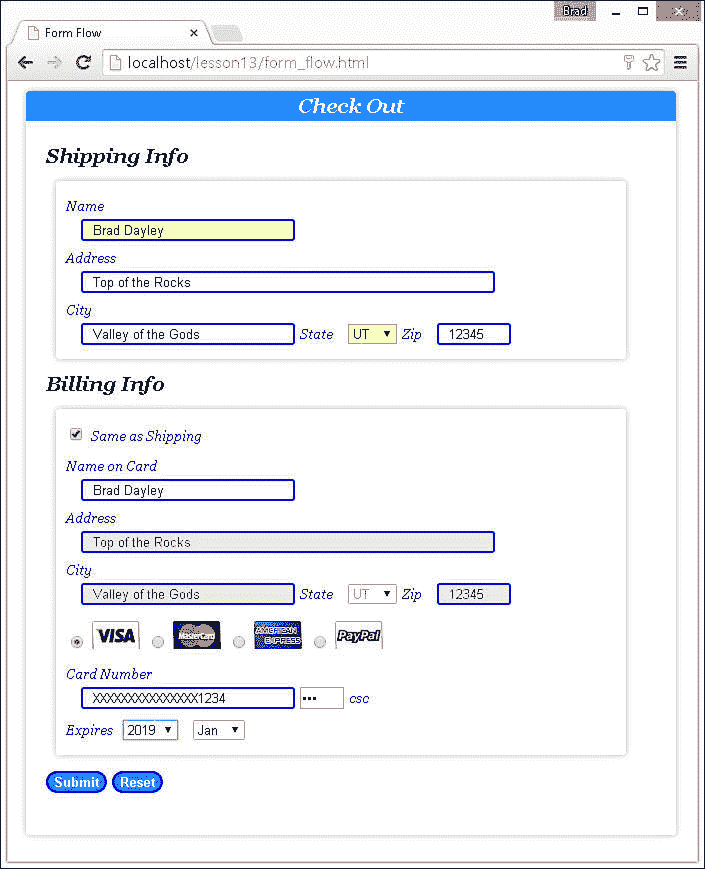 Brad
Form Flow
localhost/lesson13/form_flow.html
Check Out
Shipping Info
Name
Brad Dayley
Address
Top of the Rocks
City
Valley of the Gods State UT Zip 12345
Billing Info
Same as Shipping
Name on Card
Brad Dayley
Address
Top of the Rocks
City
Valley of the Gods State UT Zip 12345
VISA MasterCard AMERICAN EXPRESS PayPal
Card Number
XXXXXXXXXXXXXXX1234 ••• csc
Expires 2019 Jan
Submit Reset